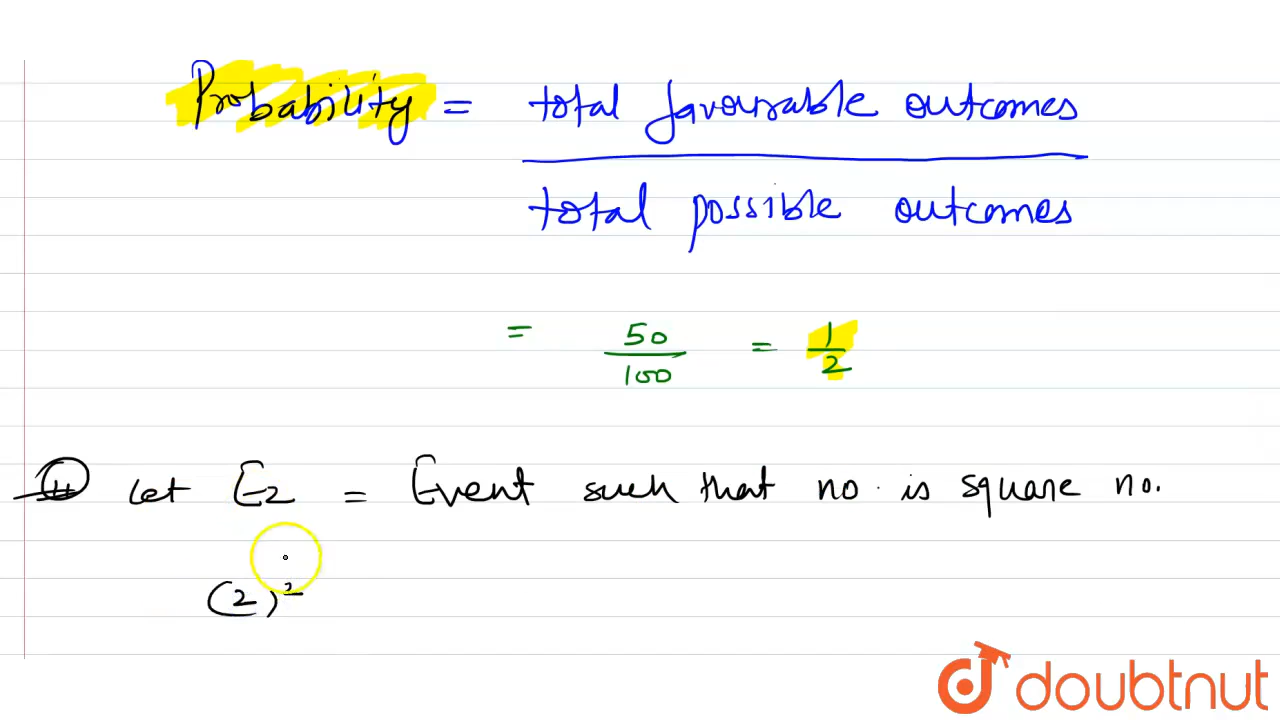 Probability = total favourable outcomes
total possible outcomes
= 50/100 = 1/2
(ii) Let E2 = Event such that no. is square no.
(2)²
doubtnut